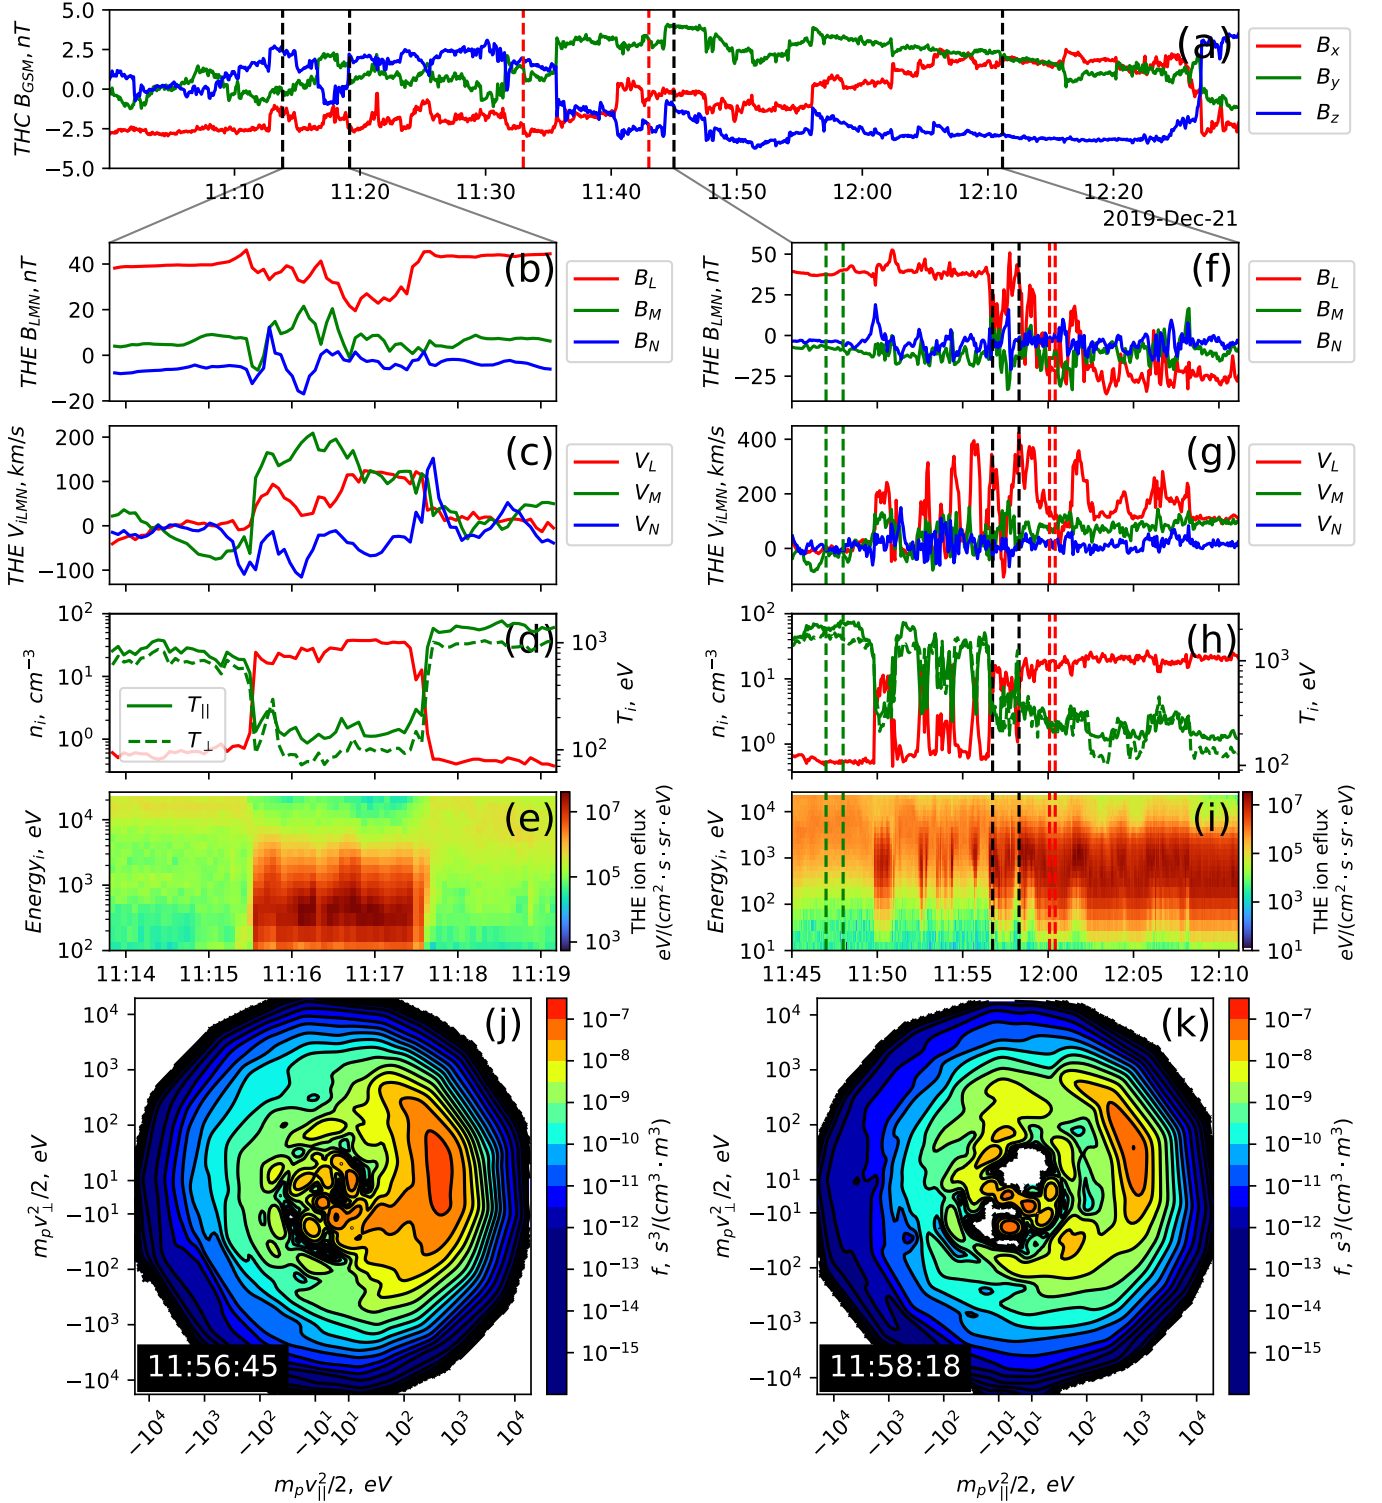 THC B_GSM, nT
5.0
2.5
0.0
−2.5
−5.0
(a)
B_x
B_y
B_z
11:10 11:20 11:30 11:40 11:50 12:00 12:10 12:20
2019-Dec-21
THE B_LMN, nT
40
20
0
−20
(b)
B_L
B_M
B_N
THE B_LMN, nT
50
25
0
−25
(f)
B_L
B_M
B_N
THE V_iLMN, km/s
200
100
0
−100
(c)
V_L
V_M
V_N
THE V_iLMN, km/s
400
200
0
(g)
V_L
V_M
V_N
n_i, cm^−3
10^2
10^1
10^0
T_||
T_⊥
(d)
10^3
10^2
T_i, eV
n_i, cm^−3
10^2
10^1
10^0
(h)
10^3
10^2
T_i, eV
Energy_i, eV
10^4
10^3
10^2
(e)
10^7
10^5
10^3
THE ion eflux
eV/(cm^2 · s · sr · eV)
11:14 11:15 11:16 11:17 11:18 11:19
Energy_i, eV
10^4
10^3
10^2
10^1
(i)
10^7
10^5
10^3
10^1
THE ion eflux
eV/(cm^2 · s · sr · eV)
11:45 11:50 11:55 12:00 12:05 12:10
m_p v_⊥^2/2, eV
10^4
10^3
10^2
10^1
−10^1
−10^2
−10^3
−10^4
(j)
11:56:45
−10^4 −10^3 −10^2 −10^1 10^1 10^2 10^3 10^4
m_p v_||^2/2, eV
10^−7
10^−8
10^−9
10^−10
10^−11
10^−12
10^−13
10^−14
10^−15
f, s^3/(cm^3 · m^3)
m_p v_⊥^2/2, eV
10^4
10^3
10^2
10^1
−10^1
−10^2
−10^3
−10^4
(k)
11:58:18
−10^4 −10^3 −10^2 −10^1 10^1 10^2 10^3 10^4
m_p v_||^2/2, eV
10^−7
10^−8
10^−9
10^−10
10^−11
10^−12
10^−13
10^−14
10^−15
f, s^3/(cm^3 · m^3)